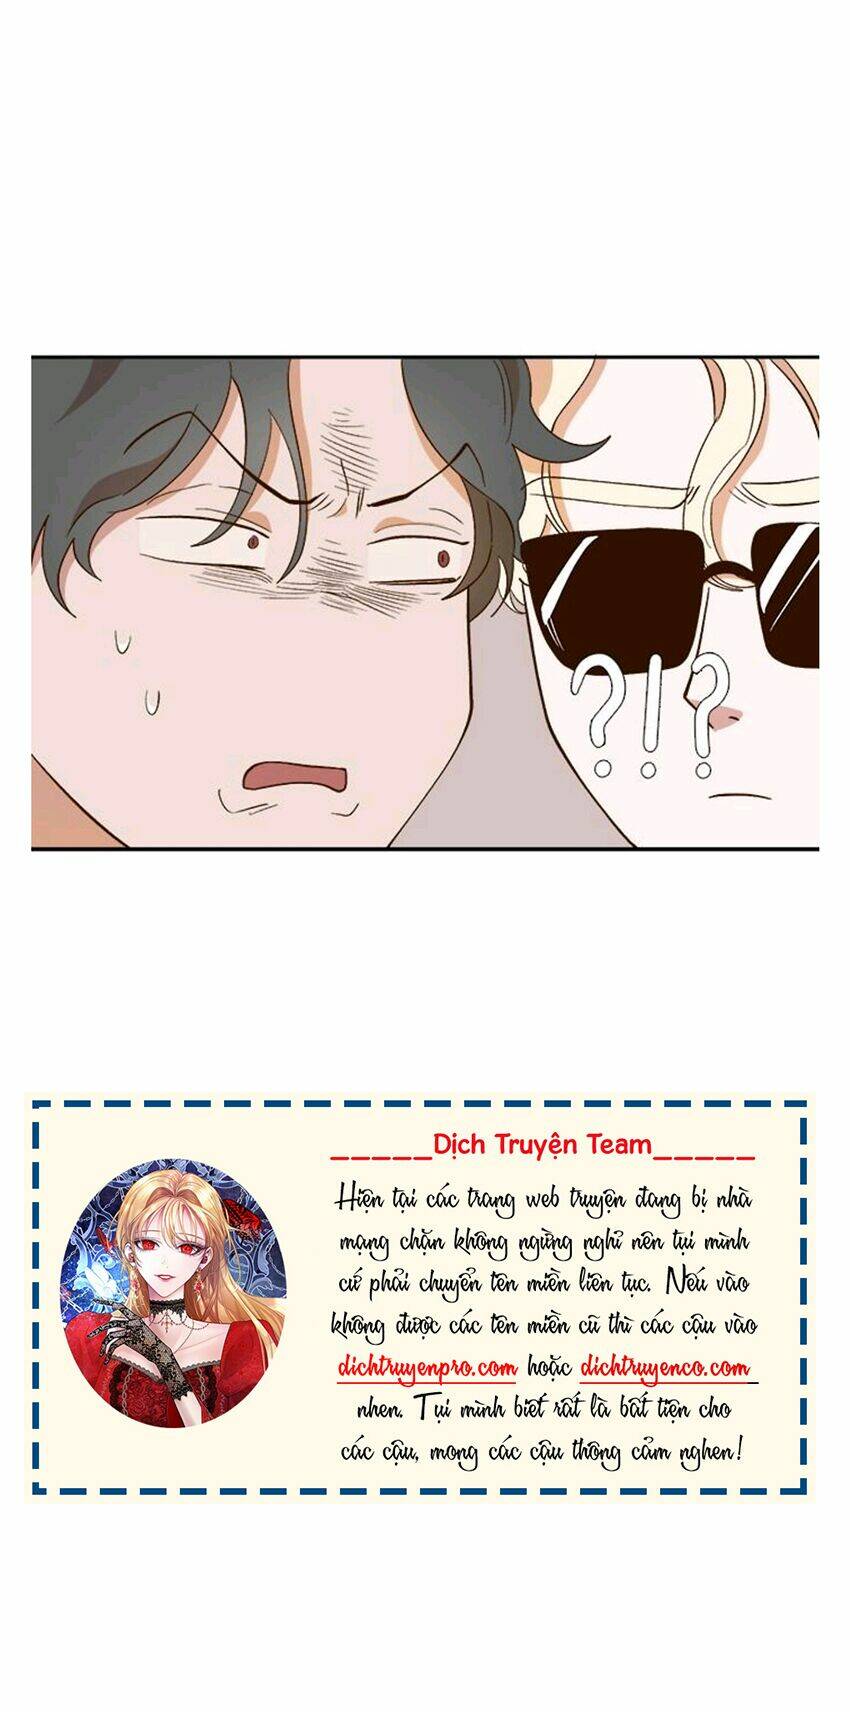 ?!?
_____Dịch Truyện Team_____
Hiện tại các trang web truyện đang bị nhà
mạng chặn không ngừng nghỉ nên tụi mình
cứ phải chuyển tên miền liên tục. Nếu vào
không được các tên miền cũ thì các cậu vào
dichtruyenpro.com hoặc dichtruyenco.com
nhen. Tụi mình biết rất là bất tiện cho
các cậu, mong các cậu thông cảm nghen!